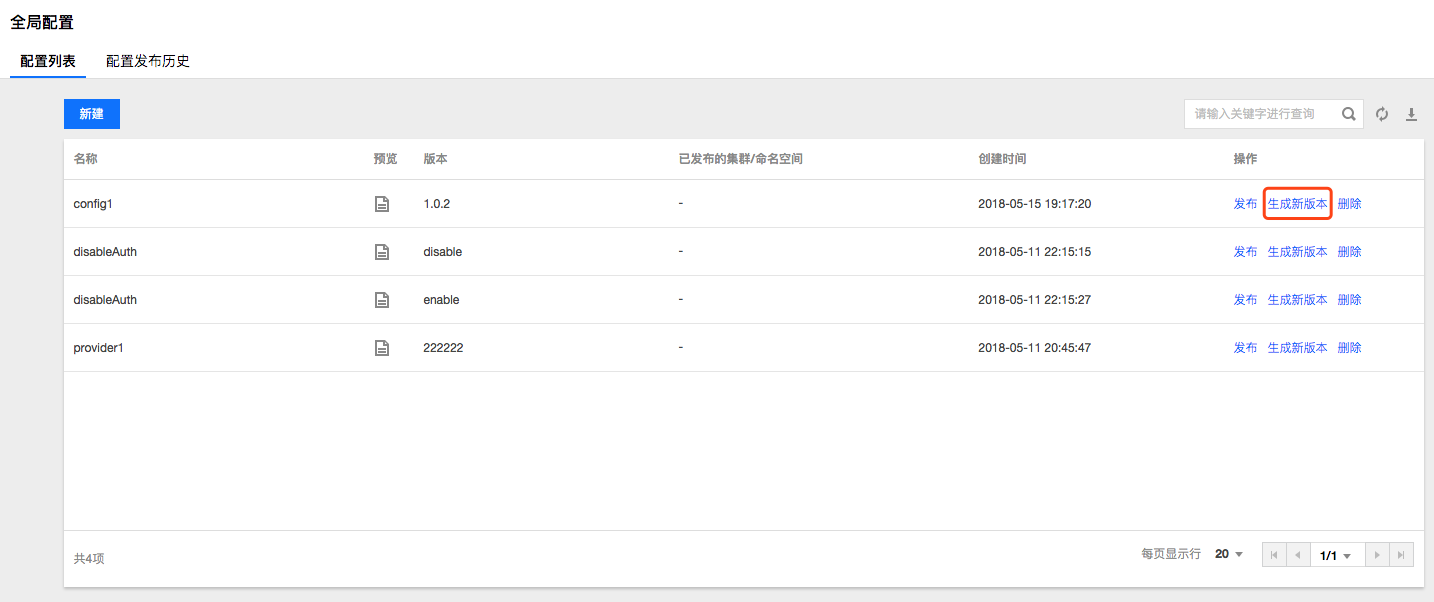 全局配置
配置列表 配置发布历史
新建 请输入关键字进行查询
名称 预览 版本 已发布的集群/命名空间 创建时间 操作
config1 1.0.2 - 2018-05-15 19:17:20 发布 生成新版本 删除
disableAuth disable - 2018-05-11 22:15:15 发布 生成新版本 删除
disableAuth enable - 2018-05-11 22:15:27 发布 生成新版本 删除
provider1 222222 - 2018-05-11 20:45:47 发布 生成新版本 删除
共4项 每页显示行 20 1/1